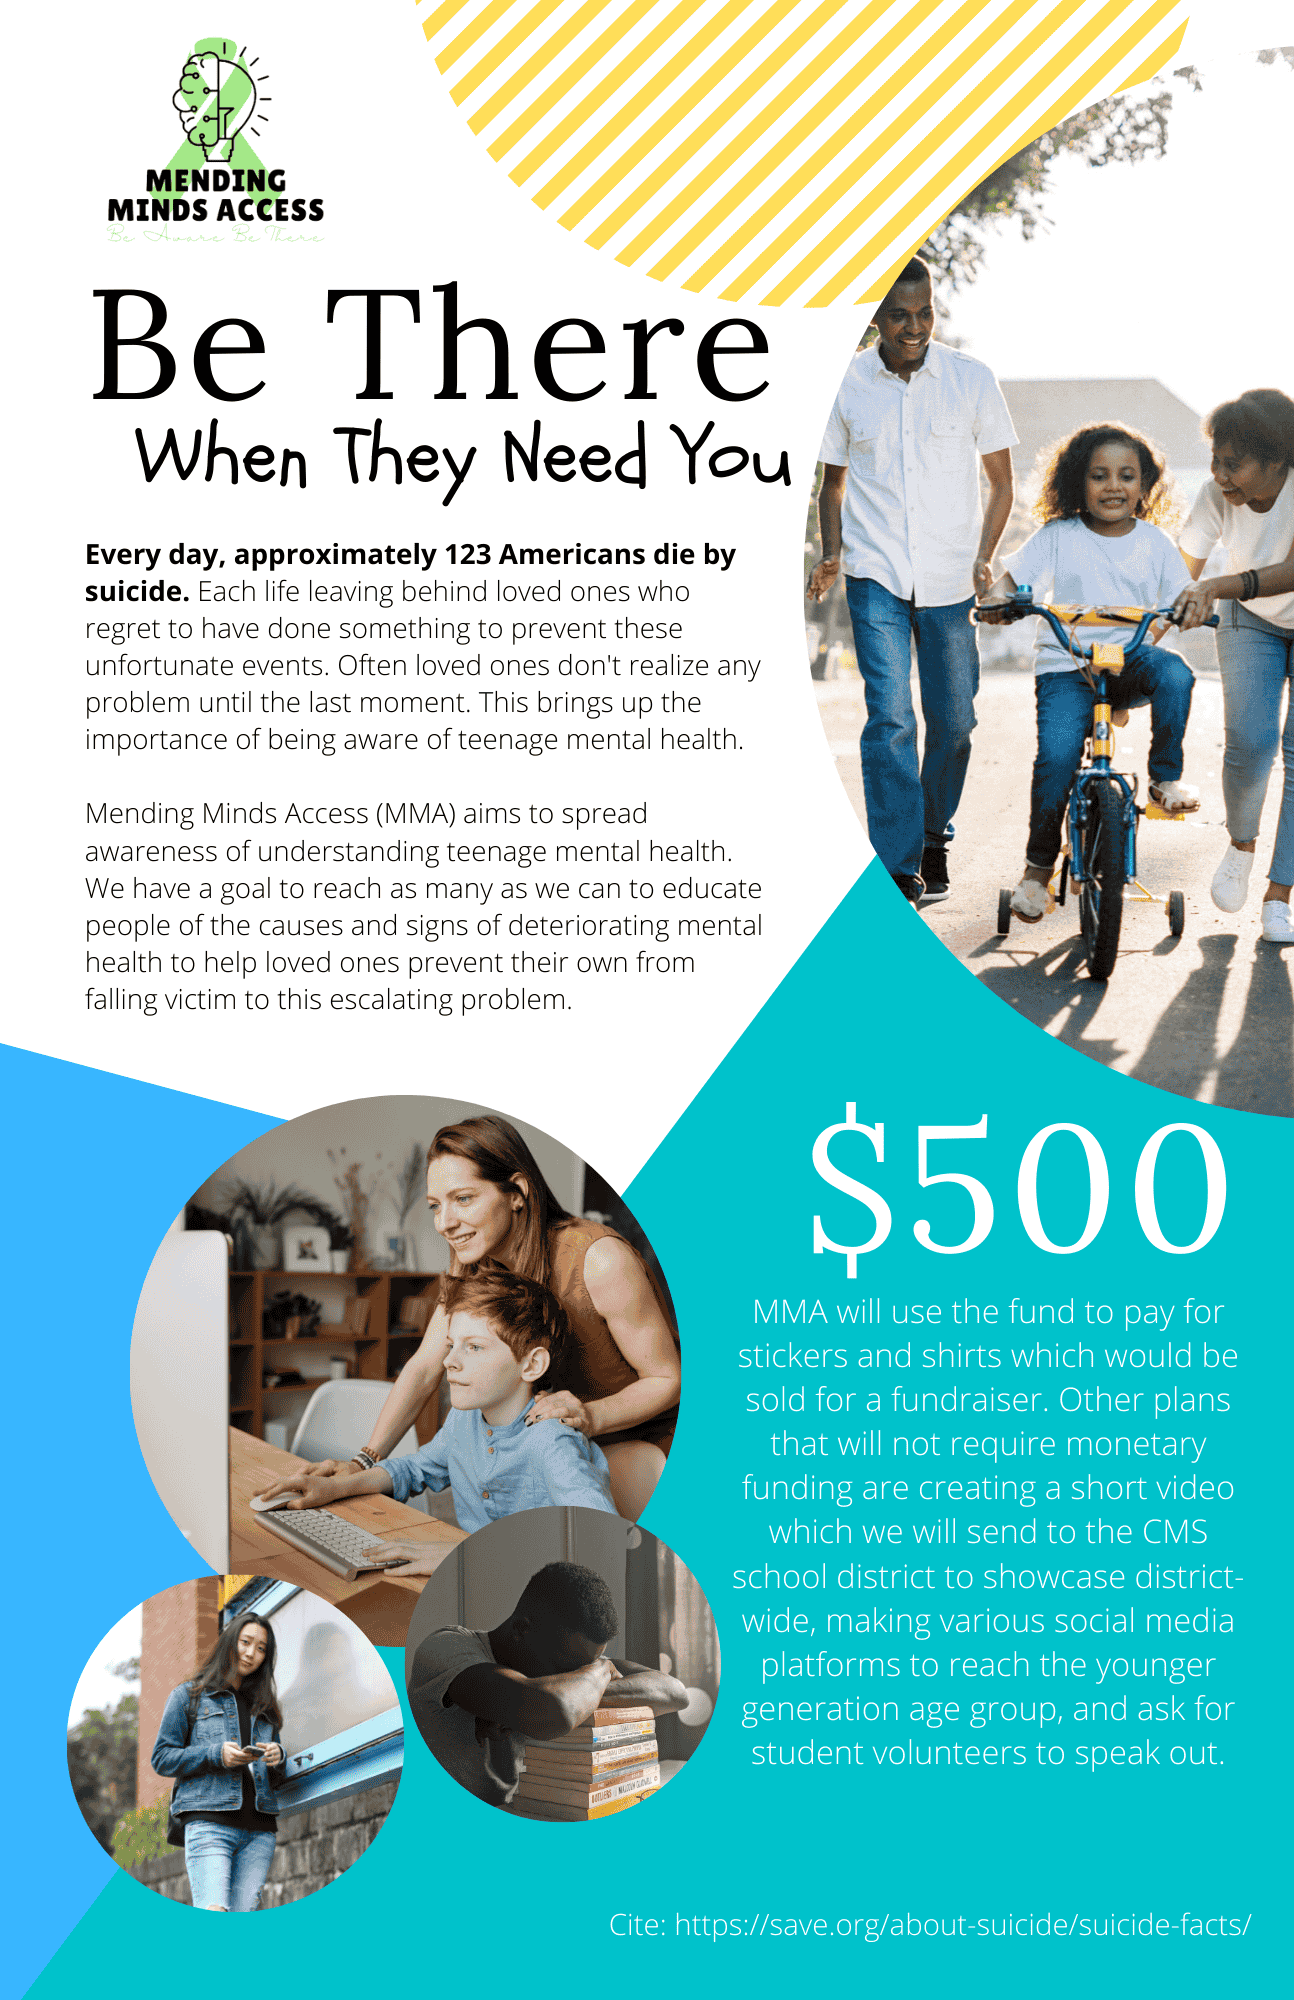 MENDING
MINDS ACCESS
Be Aware Be There
Be There
When They Need You
Every day, approximately 123 Americans die by
suicide. Each life leaving behind loved ones who
regret to have done something to prevent these
unfortunate events. Often loved ones don't realize any
problem until the last moment. This brings up the
importance of being aware of teenage mental health.
Mending Minds Access (MMA) aims to spread
awareness of understanding teenage mental health.
We have a goal to reach as many as we can to educate
people of the causes and signs of deteriorating mental
health to help loved ones prevent their own from
falling victim to this escalating problem.
$500
MMA will use the fund to pay for
stickers and shirts which would be
sold for a fundraiser. Other plans
that will not require monetary
funding are creating a short video
which we will send to the CMS
school district to showcase district-
wide, making various social media
platforms to reach the younger
generation age group, and ask for
student volunteers to speak out.
Cite: https://save.org/about-suicide/suicide-facts/